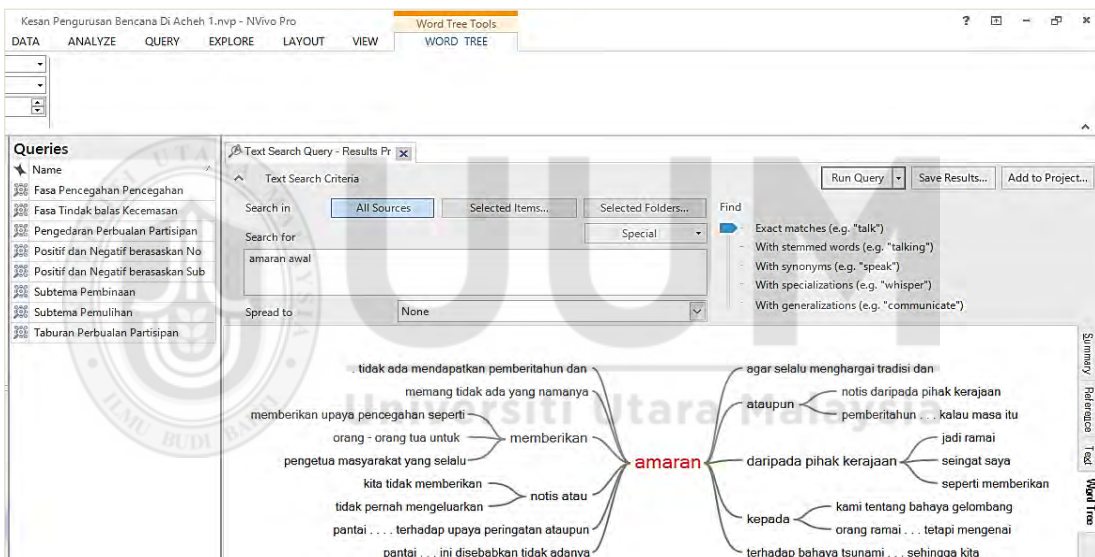 Kesan Pengurusan Bencana Di Acheh 1.nvp - NVivo Pro
Word Tree Tools
?
DATA ANALYZE QUERY EXPLORE LAYOUT VIEW WORD TREE
Queries
Name
Fasa Pencegahan Pencegahan
Fasa Tindak balas Kecemasan
Pengedaran Perbualan Partisipan
Positif dan Negatif berasaskan No
Positif dan Negatif berasaskan Sub
Subtema Pembinaan
Subtema Pemulihan
Taburan Perbualan Partisipan
Text Search Query - Results Pr
Text Search Criteria
Run Query Save Results... Add to Project...
Search in All Sources Selected Items... Selected Folders...
Search for Special
amaran awal
Spread to None
Find
Exact matches (e.g. "talk")
With stemmed words (e.g. "talking")
With synonyms (e.g. "speak")
With specializations (e.g. "whisper")
With generalizations (e.g. "communicate")
. tidak ada mendapatkan pemberitahun dan
memang tidak ada yang namanya
memberikan upaya pencegahan seperti
orang - orang tua untuk
pengetua masyarakat yang selalu
memberikan
kita tidak memberikan
tidak pernah mengeluarkan
notis atau
pantai . . . . terhadap upaya peringatan ataupun
pantai . . . ini disebabkan tidak adanya
amaran
agar selalu menghargai tradisi dan
ataupun
notis daripada pihak kerajaan
pemberitahun . . . kalau masa itu
daripada pihak kerajaan
jadi ramai
seingat saya
seperti memberikan
kepada
kami tentang bahaya gelombang
orang ramai . . . tetapi mengenai
terhadap bahaya tsunami . . . sehingga kita
Summary
Reference
Text
Word Tree
UUM
Universiti Utara Malaysia
UTARA
ILMU BUDI BAKTI